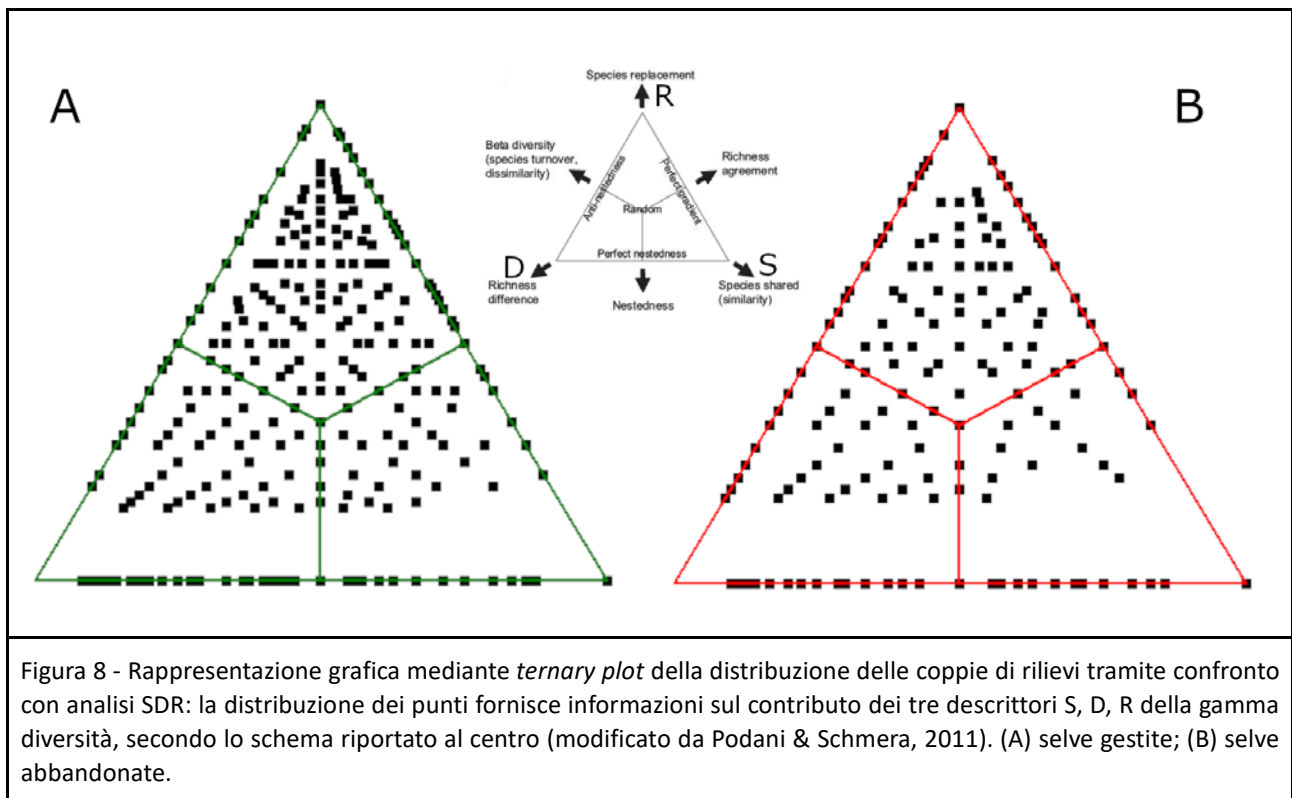 A
B
Species replacement
R
Beta diversity
(species turnover,
dissimilarity)
Richness
agreement
Anti-nestedness
Perfect gradient
Random
Perfect nestedness
D
Richness
difference
S
Species shared
(similarity)
Nestedness
Figura 8 - Rappresentazione grafica mediante ternary plot della distribuzione delle coppie di rilievi tramite confronto
con analisi SDR: la distribuzione dei punti fornisce informazioni sul contributo dei tre descrittori S, D, R della gamma
diversità, secondo lo schema riportato al centro (modificato da Podani & Schmera, 2011). (A) selve gestite; (B) selve
abbandonate.